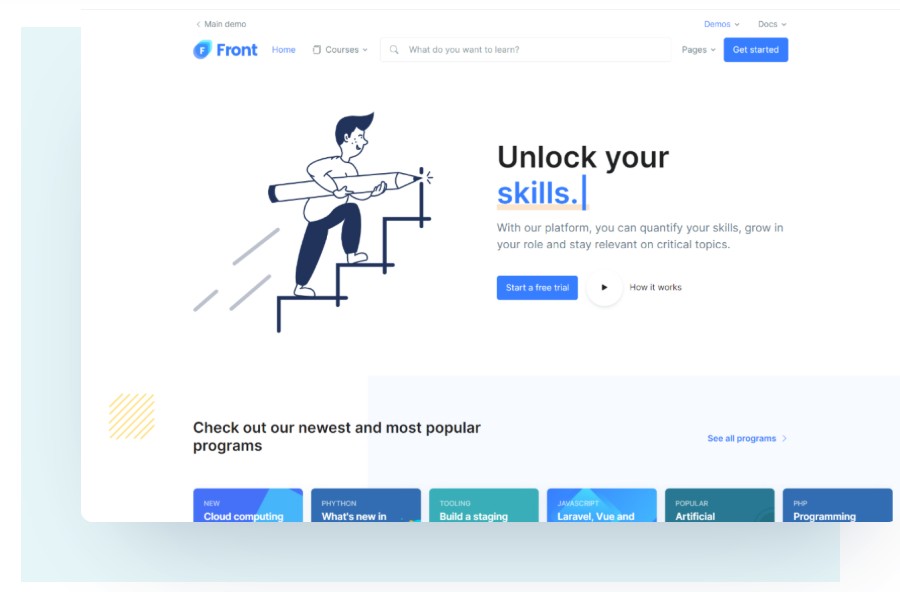 Main demo
Demos
Docs
Front
Home
Courses
What do you want to learn?
Pages
Get started
Unlock your
skills.
With our platform, you can quantify your skills, grow in
your role and stay relevant on critical topics.
Start a free trial
How it works
Check out our newest and most popular
programs
See all programs
NEW
Cloud computing
PHYTHON
What's new in
TOOLING
Build a staging
JAVASCRIPT
Laravel, Vue and
POPULAR
Artificial
PHP
Programming